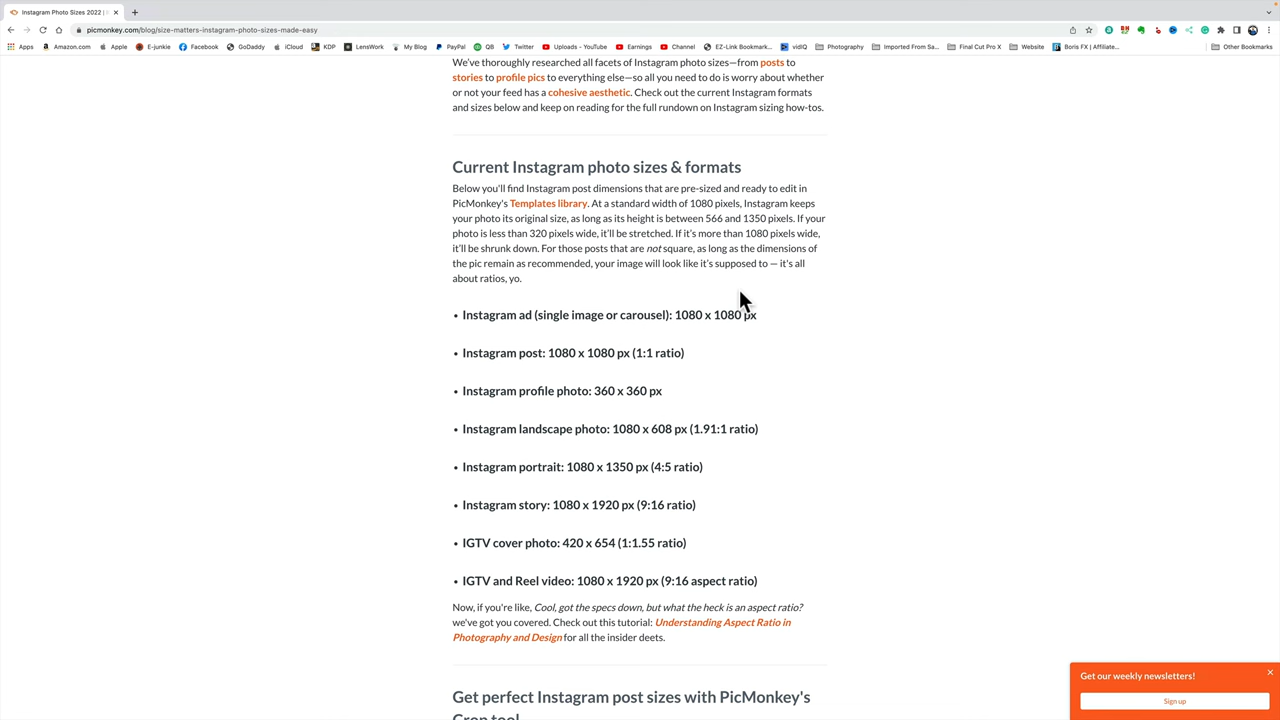 Instagram Photo Sizes 2022 |
picmonkey.com/blog/size-matters-instagram-photo-sizes-made-easy
Apps Amazon.com Apple E-junkie Facebook GoDaddy iCloud KDP LensWork My Blog PayPal QB Twitter Uploads - YouTube Earnings Channel EZ-Link Bookmark... vidIQ Photography Imported From Sa... Final Cut Pro X Website Boris FX | Affiliate... Other Bookmarks
We've thoroughly researched all facets of Instagram photo sizes—from posts to
stories to profile pics to everything else—so all you need to do is worry about whether
or not your feed has a cohesive aesthetic. Check out the current Instagram formats
and sizes below and keep on reading for the full rundown on Instagram sizing how-tos.
Current Instagram photo sizes & formats
Below you'll find Instagram post dimensions that are pre-sized and ready to edit in
PicMonkey's Templates library. At a standard width of 1080 pixels, Instagram keeps
your photo its original size, as long as its height is between 566 and 1350 pixels. If your
photo is less than 320 pixels wide, it'll be stretched. If it's more than 1080 pixels wide,
it'll be shrunk down. For those posts that are not square, as long as the dimensions of
the pic remain as recommended, your image will look like it's supposed to — it's all
about ratios, yo.
• Instagram ad (single image or carousel): 1080 x 1080 px
• Instagram post: 1080 x 1080 px (1:1 ratio)
• Instagram profile photo: 360 x 360 px
• Instagram landscape photo: 1080 x 608 px (1.91:1 ratio)
• Instagram portrait: 1080 x 1350 px (4:5 ratio)
• Instagram story: 1080 x 1920 px (9:16 ratio)
• IGTV cover photo: 420 x 654 (1:1.55 ratio)
• IGTV and Reel video: 1080 x 1920 px (9:16 aspect ratio)
Now, if you're like, Cool, got the specs down, but what the heck is an aspect ratio?
we've got you covered. Check out this tutorial: Understanding Aspect Ratio in
Photography and Design for all the insider deets.
Get perfect Instagram post sizes with PicMonkey's
Crop tool
Get our weekly newsletters!
Sign up